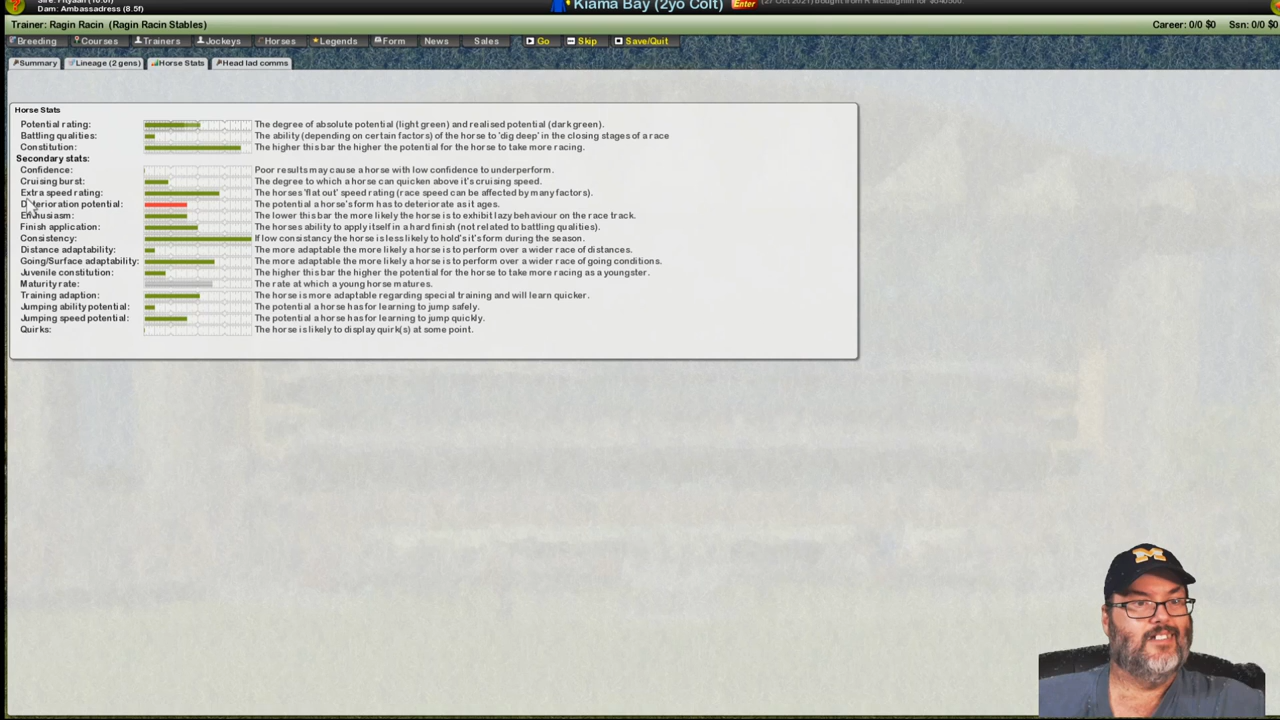 Dam: Ambassadress (8.5f)
Kiama Bay (2yo Colt) Enter
Trainer: Ragin Racin (Ragin Racin Stables) Career: 0/0 $0 Ssn: 0/0 $0
Breeding Courses Trainers Jockeys Horses Legends Form News Sales Go Skip Save/Quit
Summary Lineage (2 gens) Horse Stats Head lad comms
Horse Stats
Potential rating: The degree of absolute potential (light green) and realised potential (dark green).
Battling qualities: The ability (depending on certain factors) of the horse to 'dig deep' in the closing stages of a race
Constitution: The higher this bar the higher the potential for the horse to take more racing.
Secondary stats:
Confidence: Poor results may cause a horse with low confidence to underperform.
Cruising burst: The degree to which a horse can quicken above it's cruising speed.
Extra speed rating: The horses 'flat out' speed rating (race speed can be affected by many factors).
Deterioration potential: The potential a horse's form has to deteriorate as it ages.
Enthusiasm: The lower this bar the more likely the horse is to exhibit lazy behaviour on the race track.
Finish application: The horses ability to apply itself in a hard finish (not related to battling qualities).
Consistency: If low consistancy the horse is less likely to hold's it's form during the season.
Distance adaptability: The more adaptable the more likely a horse is to perform over a wider race of distances.
Going/Surface adaptability: The more adaptable the more likely a horse is to perform over a wider race of going conditions.
Juvenile constitution: The higher this bar the higher the potential for the horse to take more racing as a youngster.
Maturity rate: The rate at which a young horse matures.
Training adaption: The horse is more adaptable regarding special training and will learn quicker.
Jumping ability potential: The potential a horse has for learning to jump safely.
Jumping speed potential: The potential a horse has for learning to jump quickly.
Quirks: The horse is likely to display quirk(s) at some point.
M